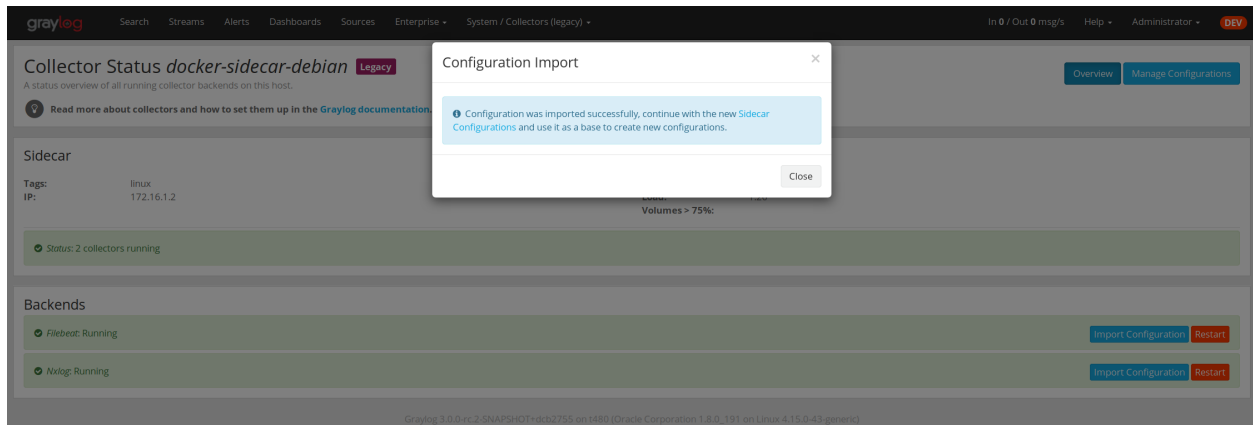 graylog Search Streams Alerts Dashboards Sources Enterprise System / Collectors (legacy) In 0 / Out 0 msg/s Help Administrator DEV
Configuration Import ×
Configuration was imported successfully, continue with the new Sidecar
Configurations and use it as a base to create new configurations.
Close
Collector Status docker-sidecar-debian Legacy
A status overview of all running collector backends on this host.
Overview Manage Configurations
Read more about collectors and how to set them up in the Graylog documentation.
Sidecar
Tags: linux
IP: 172.16.1.2
Volumes > 75%:
Status: 2 collectors running
Backends
Filebeat: Running Import Configuration Restart
Nxlog: Running Import Configuration Restart
Graylog 3.0.0-rc.2-SNAPSHOT+dcb2755 on t480 (Oracle Corporation 1.8.0_191 on Linux 4.15.0-43-generic)